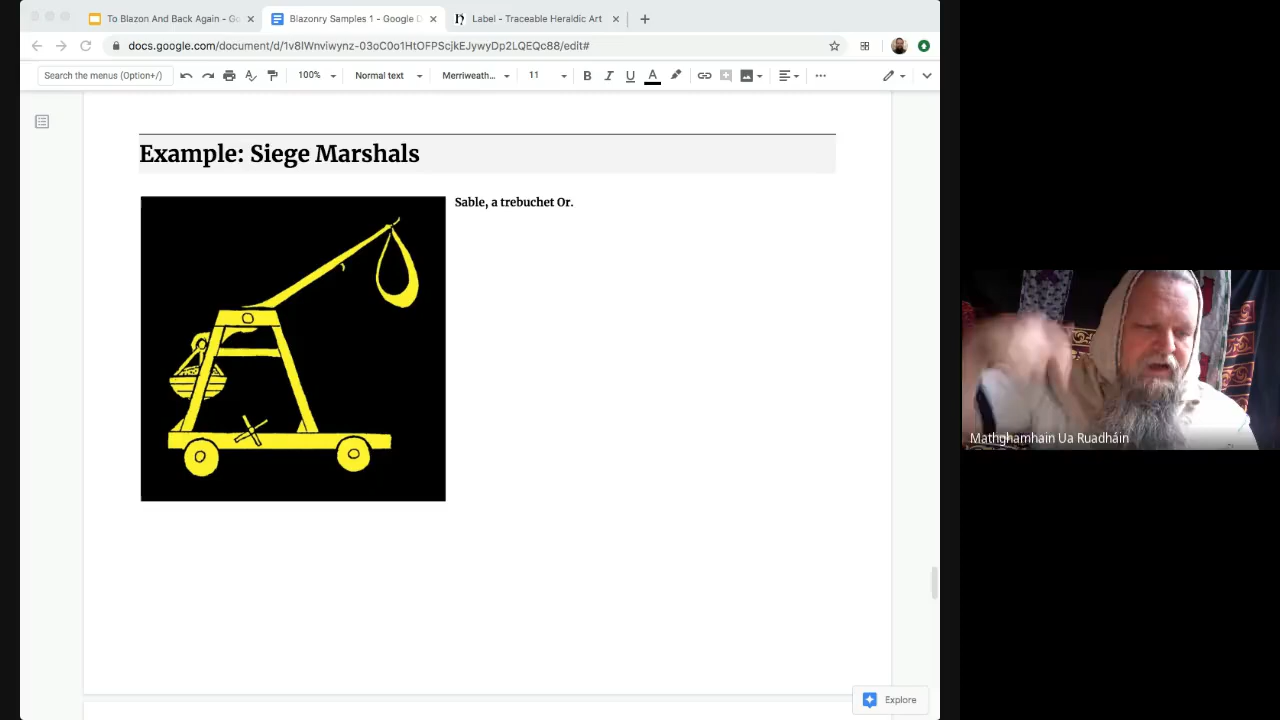 To Blazon And Back Again - Go
Blazonry Samples 1 - Google D
Label - Traceable Heraldic Art
docs.google.com/document/d/1v8lWnviwynz-03oC0o1HtOFPScjkEJywyDp2LQEQc88/edit#
Search the menus (Option+/)
100%
Normal text
Merriweath...
11
B
I
U
A
Example: Siege Marshals
Sable, a trebuchet Or.
Mathghamhain Ua Ruadháin
Explore